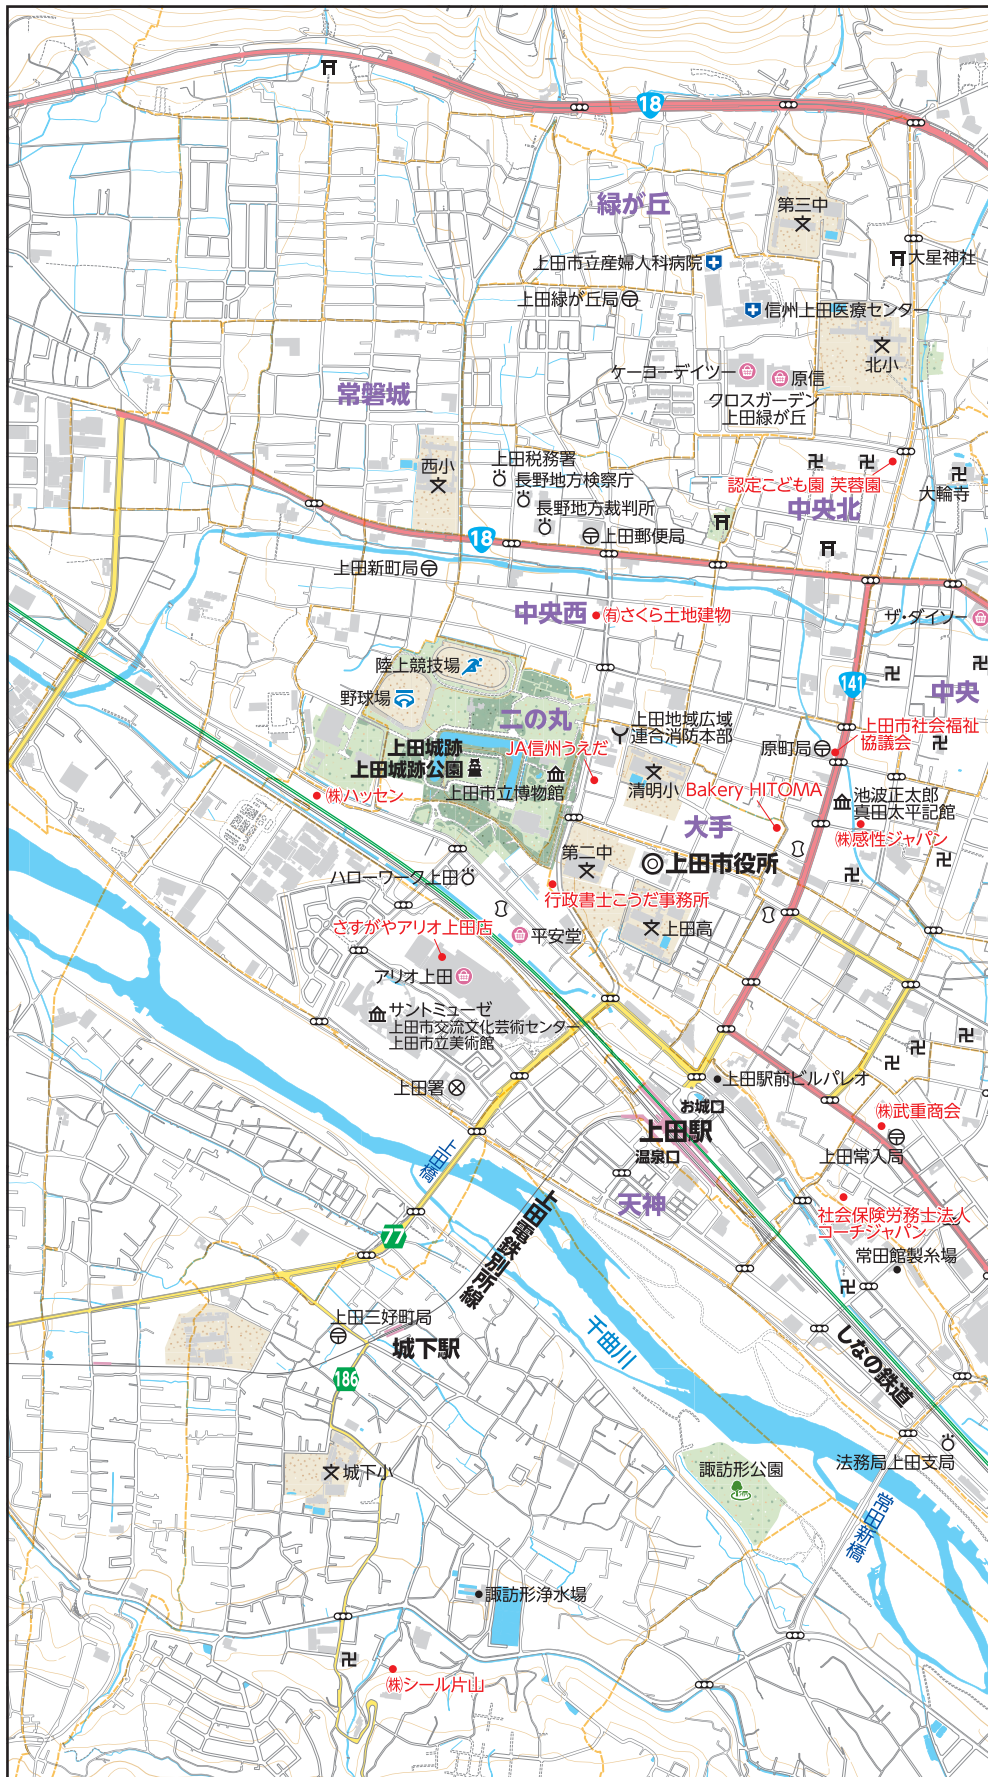 18
緑が丘
第三中
大星神社
上田市立産婦人科病院
上田緑が丘局
信州上田医療センター
北小
ケーヨーデイツー
原信
クロスガーデン
上田緑が丘
常磐城
西小
上田税務署
長野地方検察庁
長野地方裁判所
認定こども園 芙蓉園
大輪寺
中央北
18
上田郵便局
上田新町局
中央西
㈲さくら土地建物
ザ・ダイソー
陸上競技場
野球場
二の丸
141
中央
上田城跡
上田城跡公園
JA信州うえだ
上田地域広域
連合消防本部
上田市社会福祉
協議会
原町局
㈱ハッセン
上田市立博物館
清明小
Bakery HITOMA
池波正太郎
真田太平記館
大手
㈱感性ジャパン
第二中
上田市役所
ハローワーク上田
行政書士こうだ事務所
さすがやアリオ上田店
平安堂
上田高
アリオ上田
サントミューゼ
上田市交流文化芸術センター
上田市立美術館
上田署
上田駅前ビルパレオ
お城口
上田駅
温泉口
㈱武重商会
上田常入局
上田橋
天神
社会保険労務士法人
コーチジャパン
77
上田電鉄別所線
常田館製糸場
上田三好町局
城下駅
千曲川
しなの鉄道
186
城下小
諏訪形公園
法務局上田支局
常田新橋
諏訪形浄水場
㈱シール片山